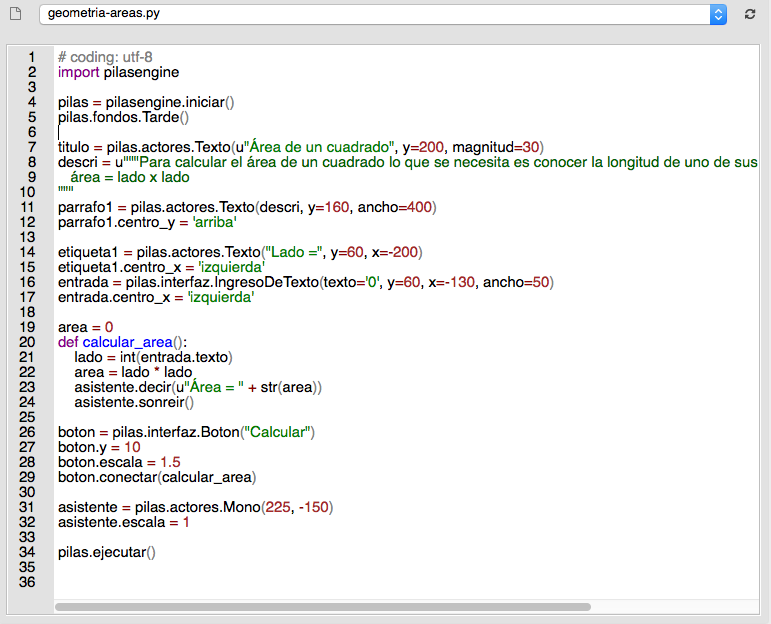 geometria-areas.py
1 # coding: utf-8
2 import pilasengine
3
4 pilas = pilasengine.iniciar()
5 pilas.fondos.Tarde()
6
7 titulo = pilas.actores.Texto(u"Área de un cuadrado", y=200, magnitud=30)
8 descri = u"""Para calcular el área de un cuadrado lo que se necesita es conocer la longitud de uno de sus
9 área = lado x lado
10 """
11 parrafo1 = pilas.actores.Texto(descri, y=160, ancho=400)
12 parrafo1.centro_y = 'arriba'
13
14 etiqueta1 = pilas.actores.Texto("Lado =", y=60, x=-200)
15 etiqueta1.centro_x = 'izquierda'
16 entrada = pilas.interfaz.IngresoDeTexto(texto='0', y=60, x=-130, ancho=50)
17 entrada.centro_x = 'izquierda'
18
19 area = 0
20 def calcular_area():
21 lado = int(entrada.texto)
22 area = lado * lado
23 asistente.decir(u"Área = " + str(area))
24 asistente.sonreir()
25
26 boton = pilas.interfaz.Boton("Calcular")
27 boton.y = 10
28 boton.escala = 1.5
29 boton.conectar(calcular_area)
30
31 asistente = pilas.actores.Mono(225, -150)
32 asistente.escala = 1
33
34 pilas.ejecutar()
35
36